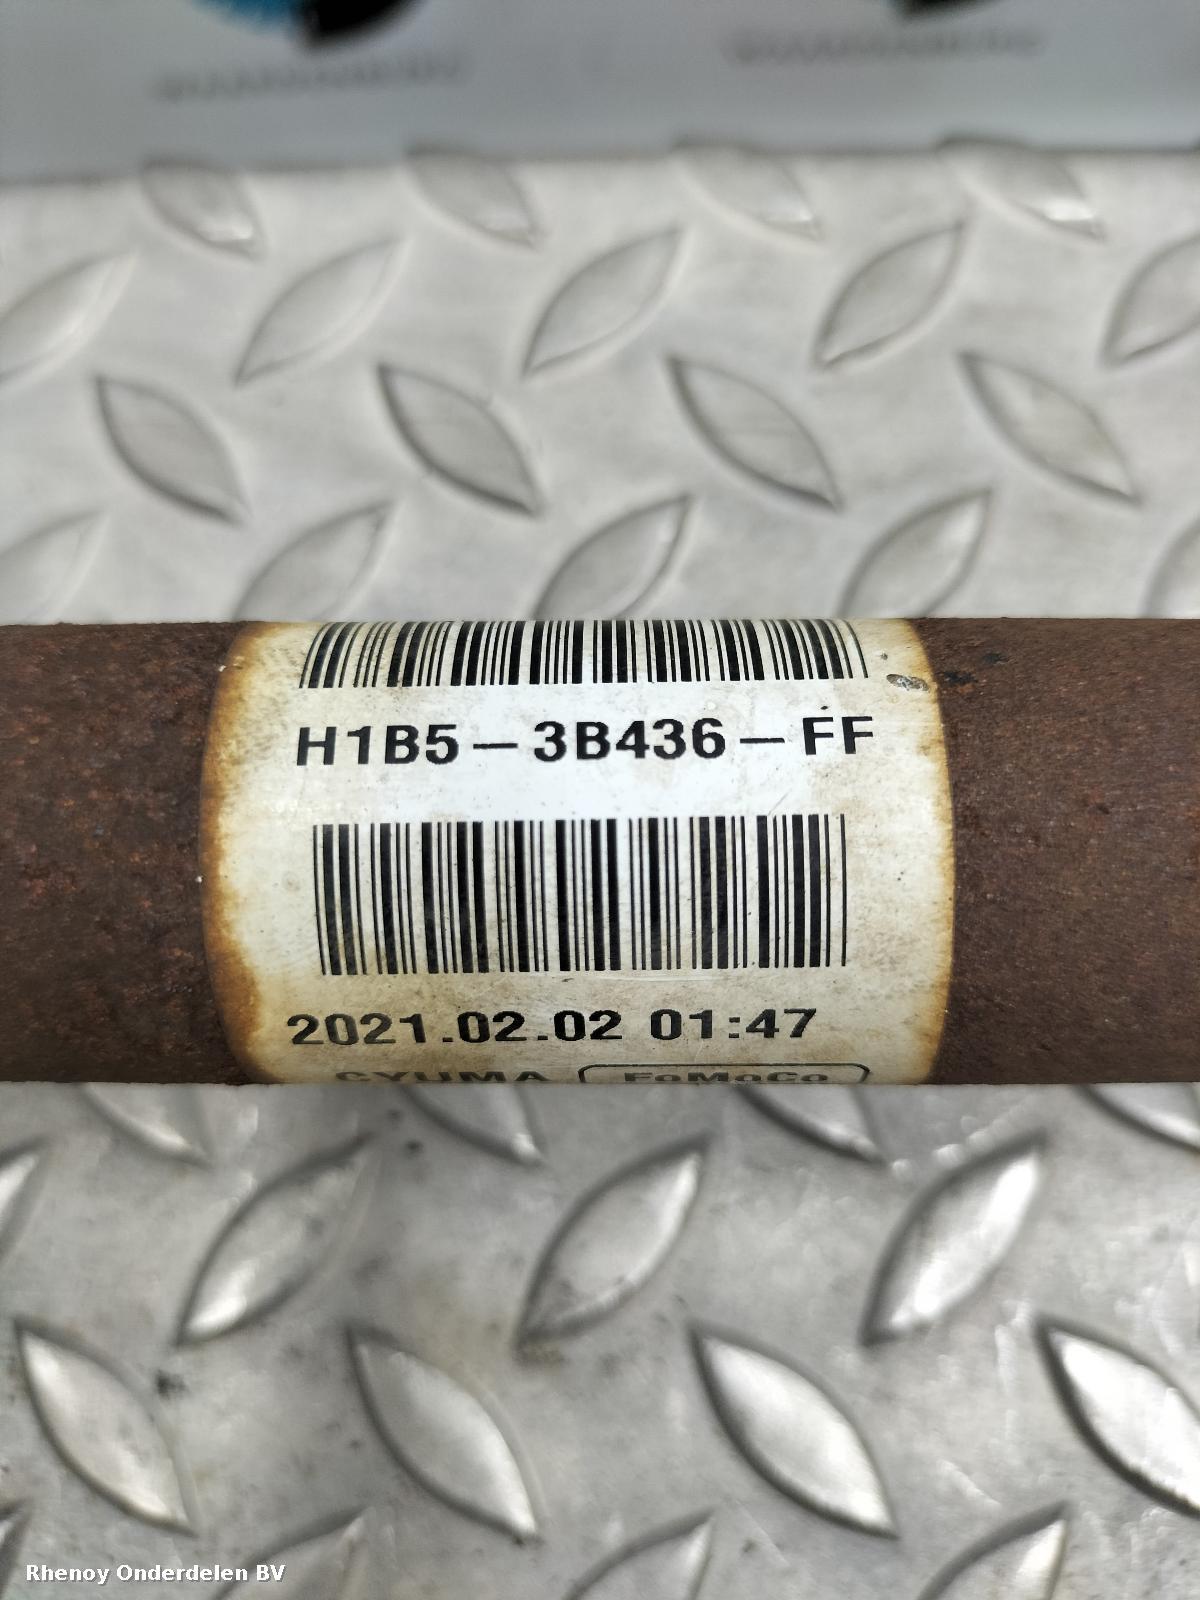 H1B5-3B436-FF
2021.02.02 01:47
FoMoCo
Rhenoy Onderdelen BV